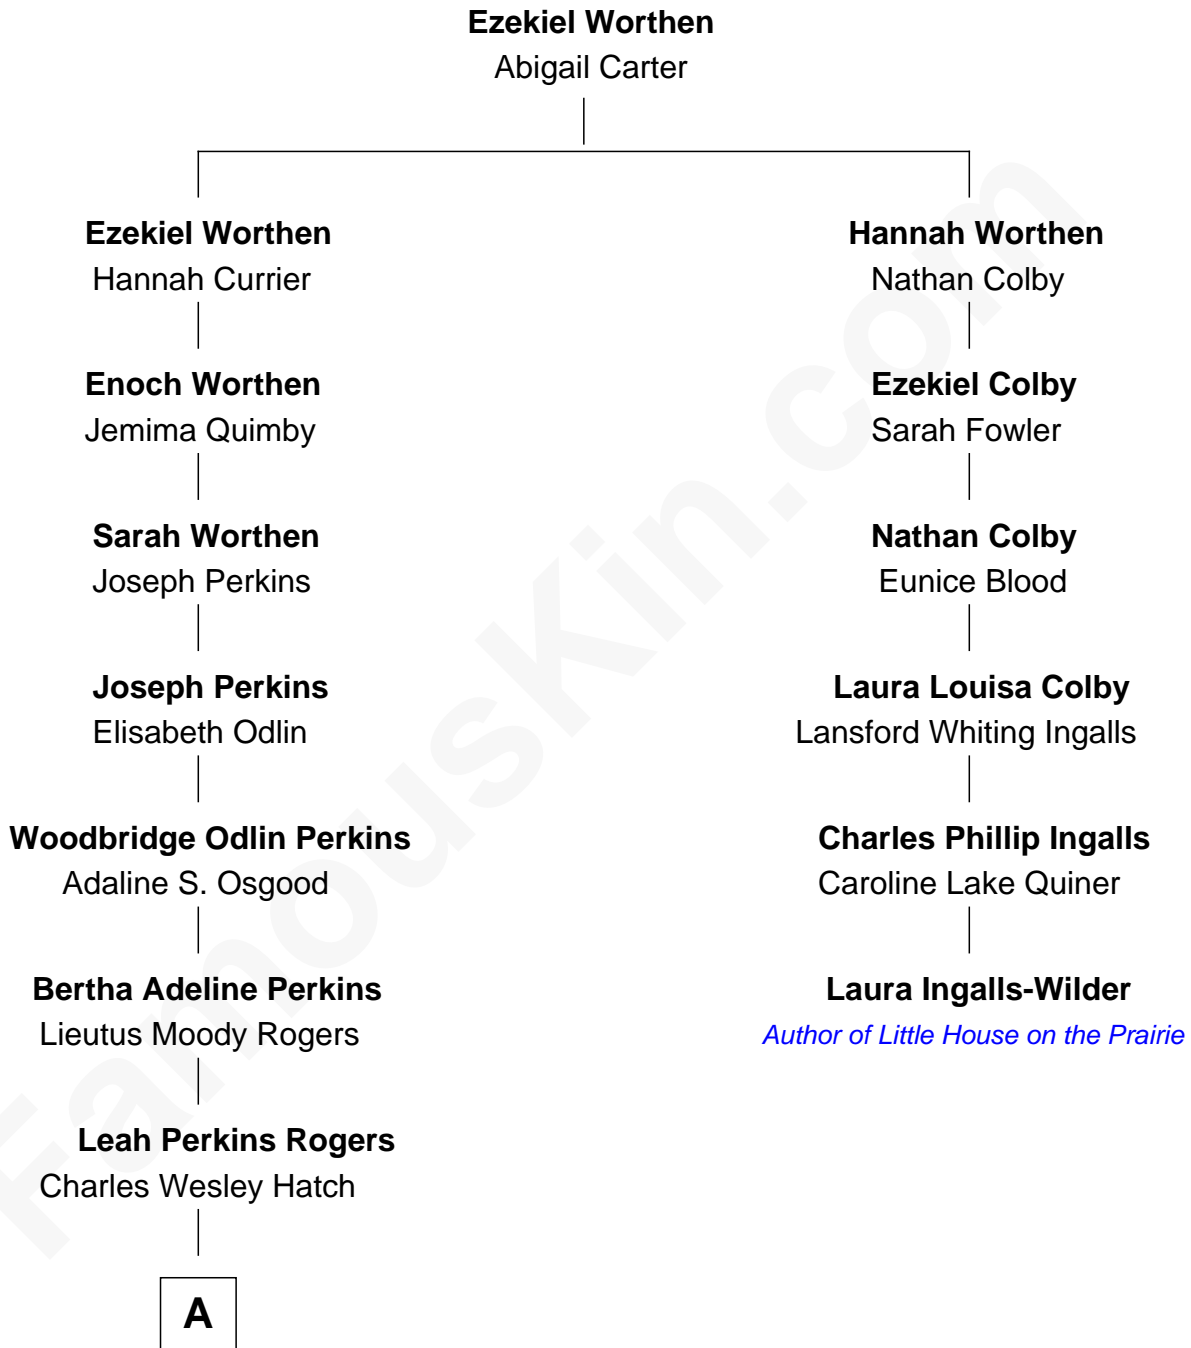 Ezekiel Worthen
Abigail Carter
Ezekiel Worthen
Hannah Currier
Hannah Worthen
Nathan Colby
Enoch Worthen
Jemima Quimby
Ezekiel Colby
Sarah Fowler
Sarah Worthen
Joseph Perkins
Nathan Colby
Eunice Blood
Joseph Perkins
Elisabeth Odlin
Laura Louisa Colby
Lansford Whiting Ingalls
Woodbridge Odlin Perkins
Adaline S. Osgood
Charles Phillip Ingalls
Caroline Lake Quiner
Bertha Adeline Perkins
Lieutus Moody Rogers
Laura Ingalls-Wilder
Author of Little House on the Prairie
Leah Perkins Rogers
Charles Wesley Hatch
A
FamousKin.com